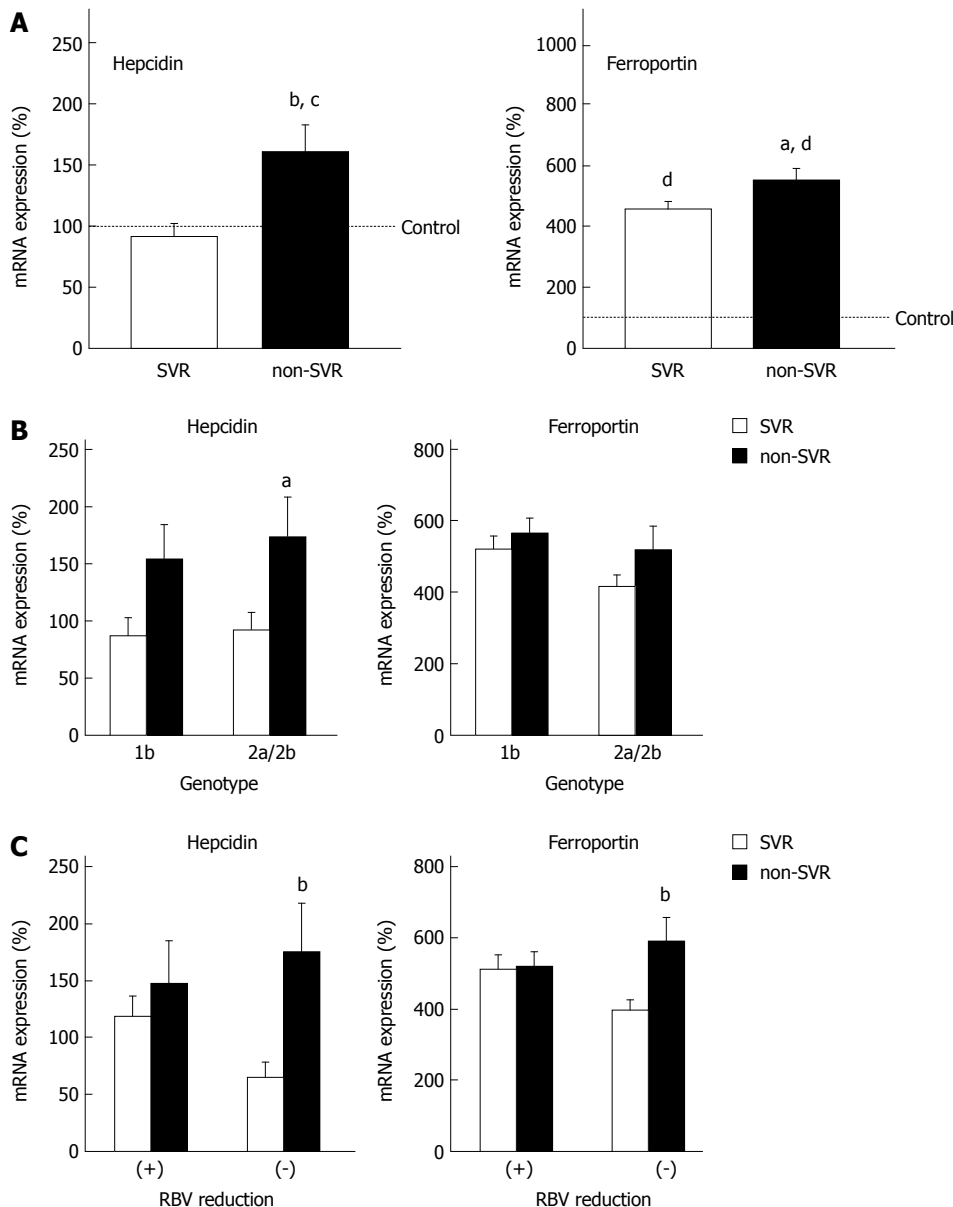 A
Hepcidin
mRNA expression (%)
250
200
150
100
50
0
b, c
Control
SVR
non-SVR
Ferroportin
mRNA expression (%)
1000
800
600
400
200
0
d
a, d
Control
SVR
non-SVR
B
Hepcidin
mRNA expression (%)
250
200
150
100
50
0
a
1b
2a/2b
Genotype
Ferroportin
mRNA expression (%)
800
600
400
200
0
1b
2a/2b
Genotype
SVR
non-SVR
C
Hepcidin
mRNA expression (%)
250
200
150
100
50
0
b
(+)
(-)
RBV reduction
Ferroportin
mRNA expression (%)
800
600
400
200
0
b
(+)
(-)
RBV reduction
SVR
non-SVR